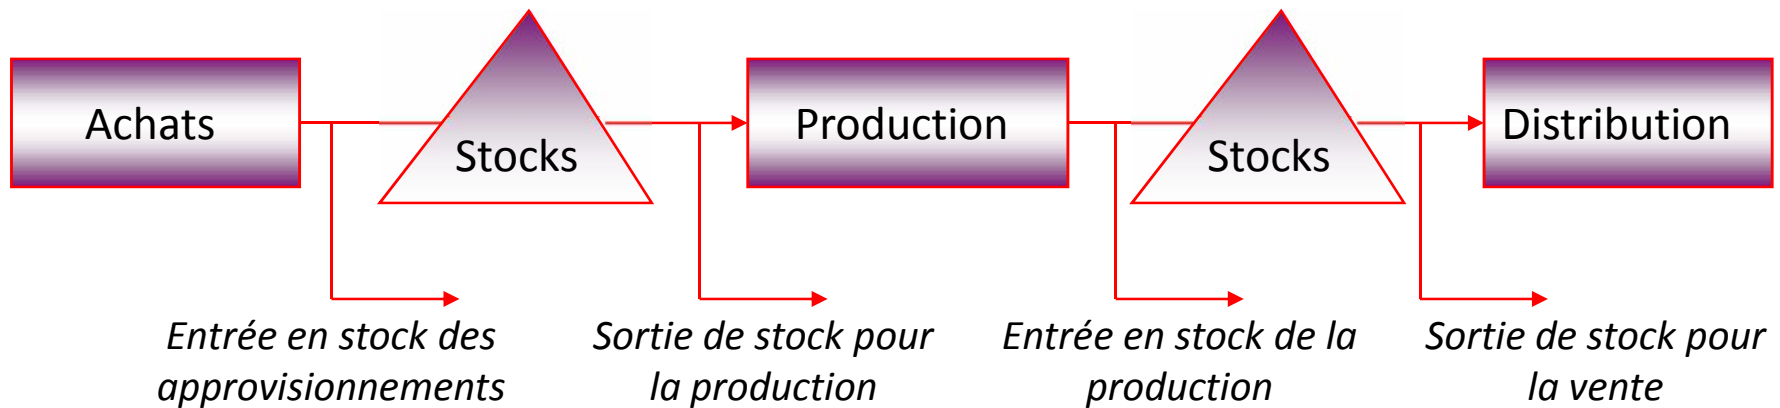 Achats
Stocks
Production
Stocks
Distribution
Entrée en stock des
approvisionnements
Sortie de stock pour
la production
Entrée en stock de la
production
Sortie de stock pour
la vente